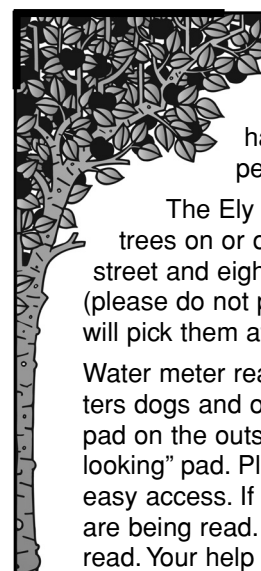 ha
pe
The Ely
trees on or o
street and eigh
(please do not p
will pick them a
Water meter rea
ters dogs and o
pad on the outs
looking” pad. Pl
easy access. If
are being read.
read. Your help